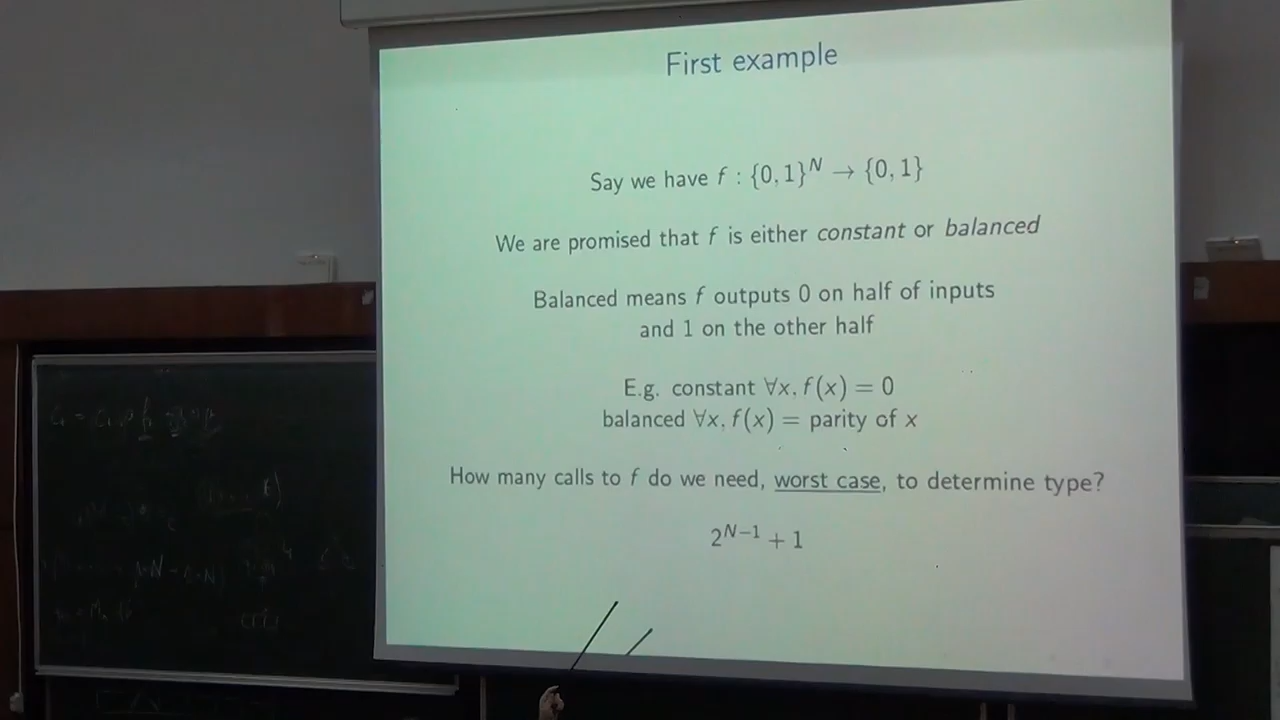 First example
Say we have f : {0, 1}ᴺ → {0, 1}
We are promised that f is either constant or balanced
Balanced means f outputs 0 on half of inputs
and 1 on the other half
E.g. constant ∀x, f(x) = 0
balanced ∀x, f(x) = parity of x
How many calls to f do we need, worst case, to determine type?
2ᴺ⁻¹ + 1